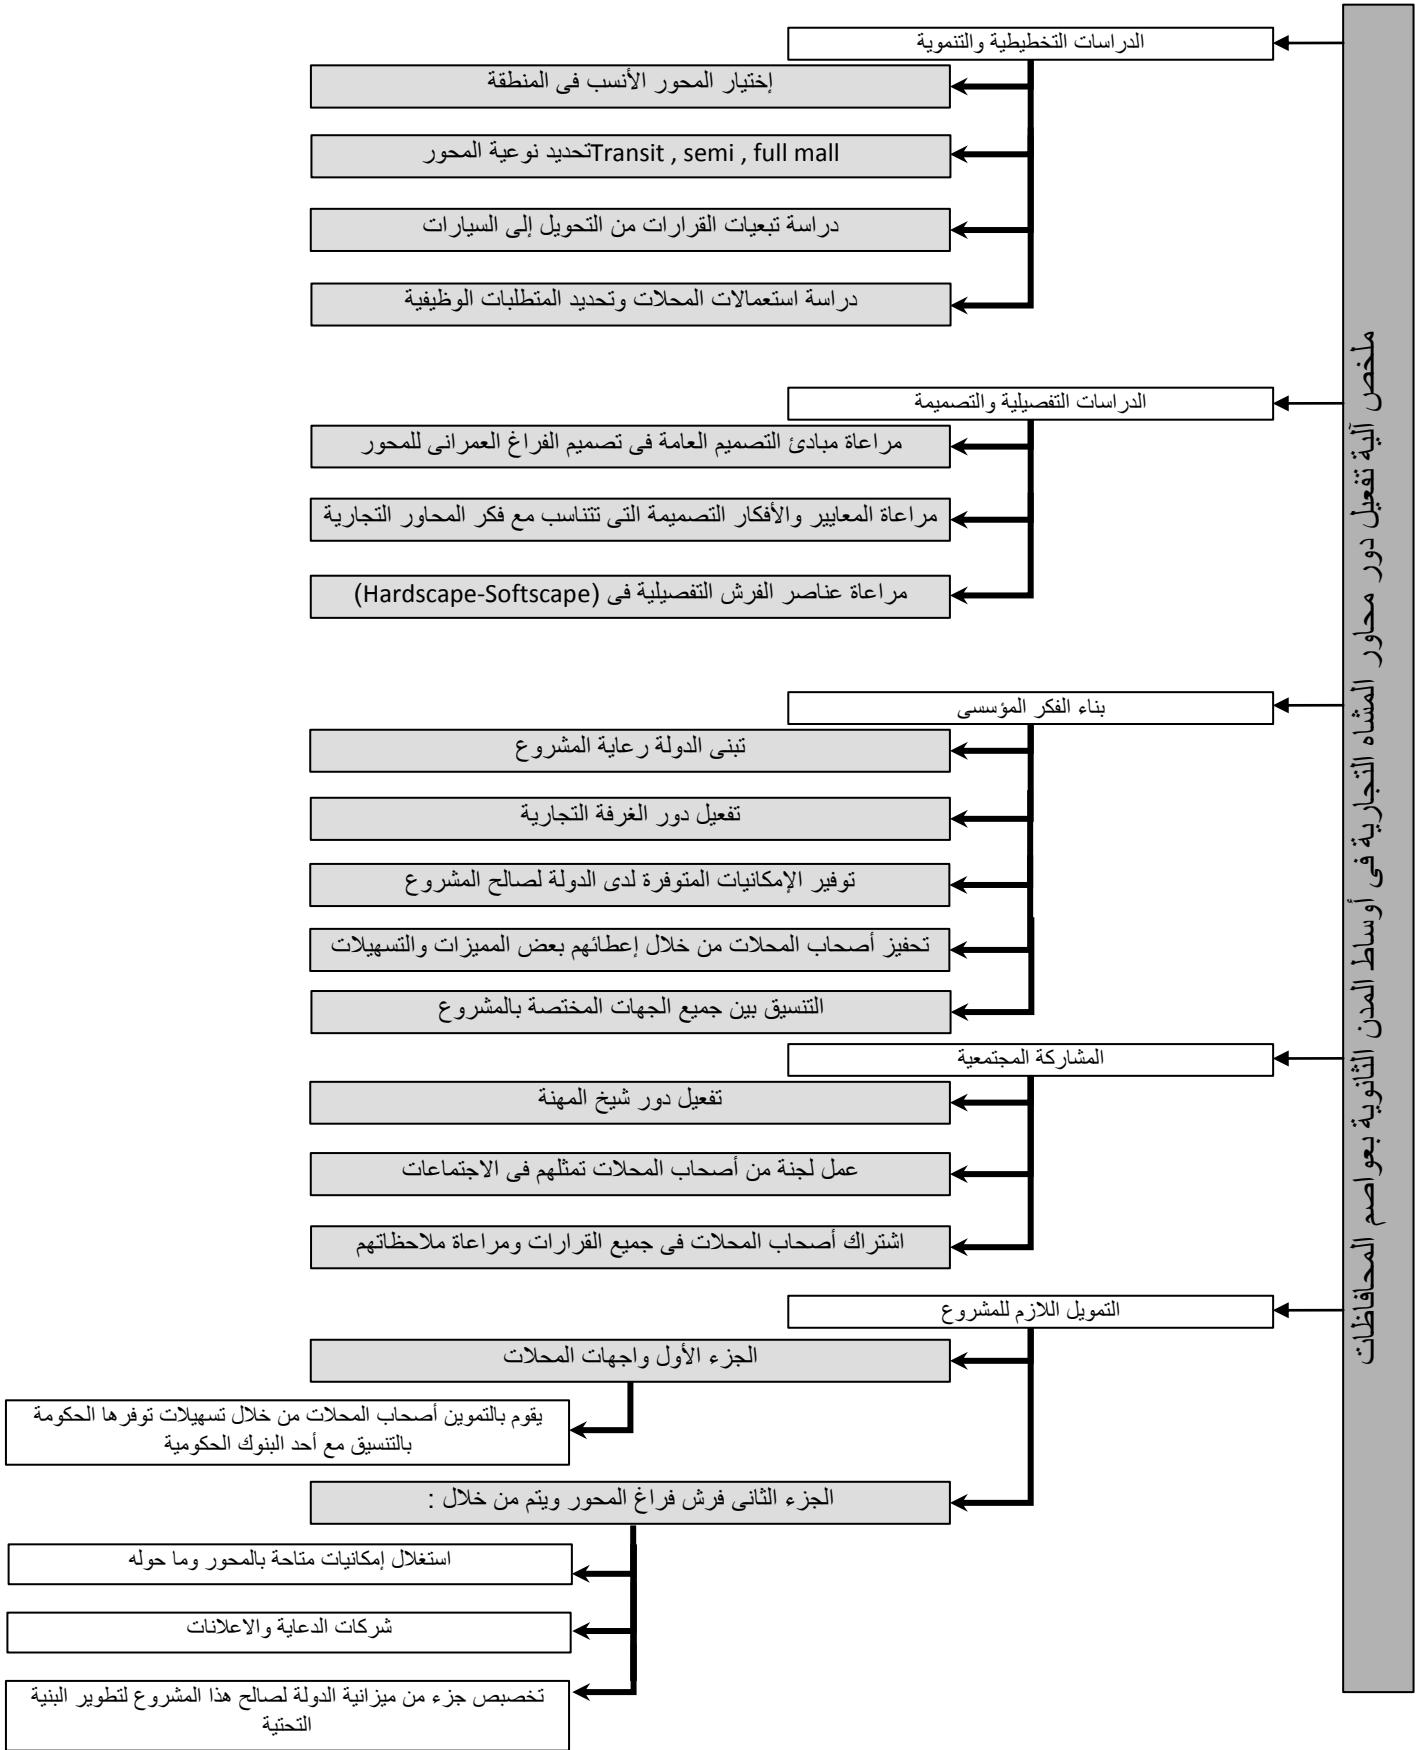 ملخص آلية تفعيل دور محاور المشاه التجارية فى أوساط المدن الثانوية بعواصم المحافاظات
الدراسات التخطيطية والتنموية
إختيار المحور الأنسب فى المنطقة
تحديد نوعية المحورTransit , semi , full mall
دراسة تبعيات القرارات من التحويل إلى السيارات
دراسة استعمالات المحلات وتحديد المتطلبات الوظيفية
الدراسات التفصيلية والتصميمة
مراعاة مبادئ التصميم العامة فى تصميم الفراغ العمرانى للمحور
مراعاة المعايير والأفكار التصميمة التى تتناسب مع فكر المحاور التجارية
مراعاة عناصر الفرش التفصيلية فى (Hardscape-Softscape)
بناء الفكر المؤسسى
تبنى الدولة رعاية المشروع
تفعيل دور الغرفة التجارية
توفير الإمكانيات المتوفرة لدى الدولة لصالح المشروع
تحفيز أصحاب المحلات من خلال إعطائهم بعض المميزات والتسهيلات
التنسيق بين جميع الجهات المختصة بالمشروع
المشاركة المجتمعية
تفعيل دور شيخ المهنة
عمل لجنة من أصحاب المحلات تمثلهم فى الاجتماعات
اشتراك أصحاب المحلات فى جميع القرارات ومراعاة ملاحظاتهم
التمويل اللازم للمشروع
الجزء الأول واجهات المحلات
يقوم بالتموين أصحاب المحلات من خلال تسهيلات توفرها الحكومة
بالتنسيق مع أحد البنوك الحكومية
الجزء الثانى فرش فراغ المحور ويتم من خلال :
استغلال إمكانيات متاحة بالمحور وما حوله
شركات الدعاية والاعلانات
تخصبص جزء من ميزانية الدولة لصالح هذا المشروع لتطوير البنية
التحتية